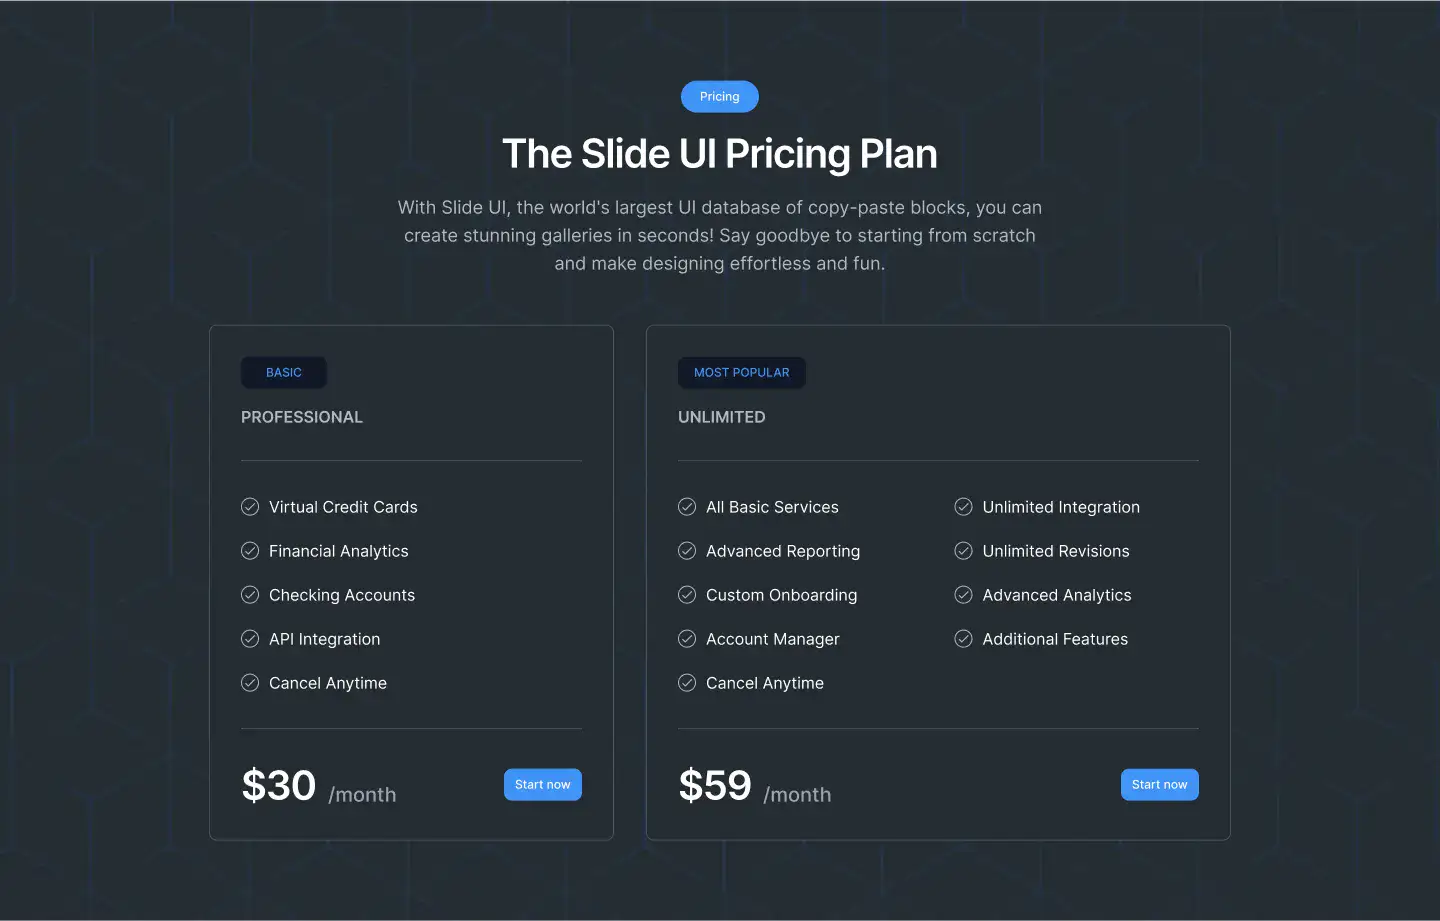 Pricing
The Slide UI Pricing Plan
With Slide UI, the world's largest UI database of copy-paste blocks, you can
create stunning galleries in seconds! Say goodbye to starting from scratch
and make designing effortless and fun.
BASIC
PROFESSIONAL
Virtual Credit Cards
Financial Analytics
Checking Accounts
API Integration
Cancel Anytime
$30 /month
Start now
MOST POPULAR
UNLIMITED
All Basic Services
Advanced Reporting
Custom Onboarding
Account Manager
Cancel Anytime
Unlimited Integration
Unlimited Revisions
Advanced Analytics
Additional Features
$59 /month
Start now